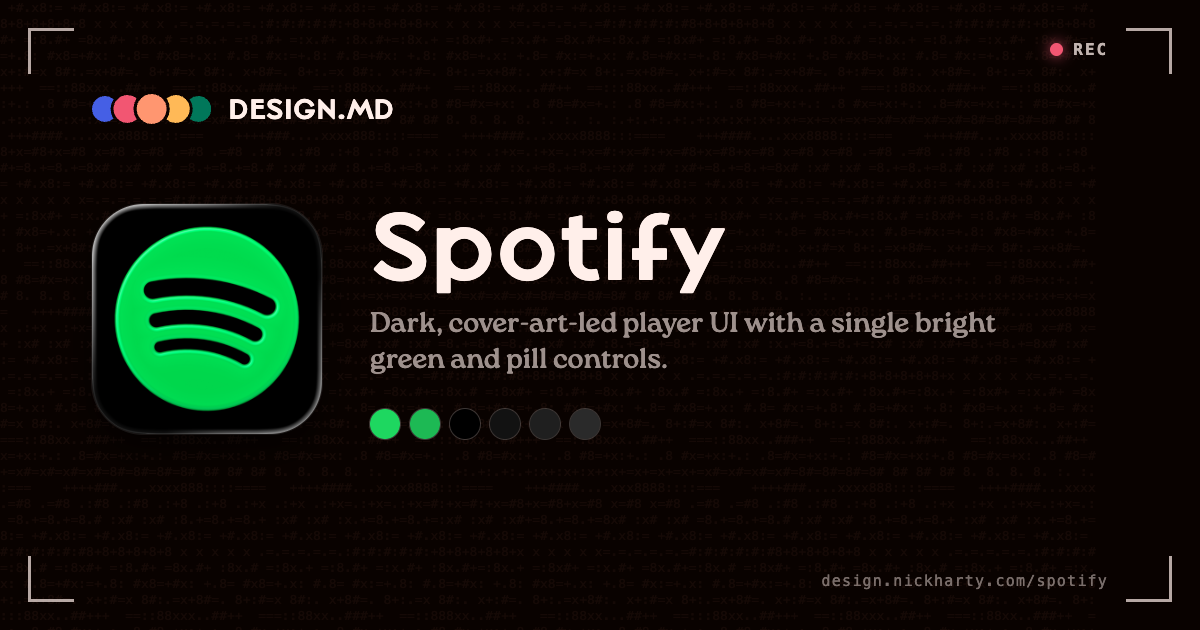 REC
DESIGN.MD
Spotify
Dark, cover-art-led player UI with a single bright
green and pill controls.
design.nickharty.com/spotify